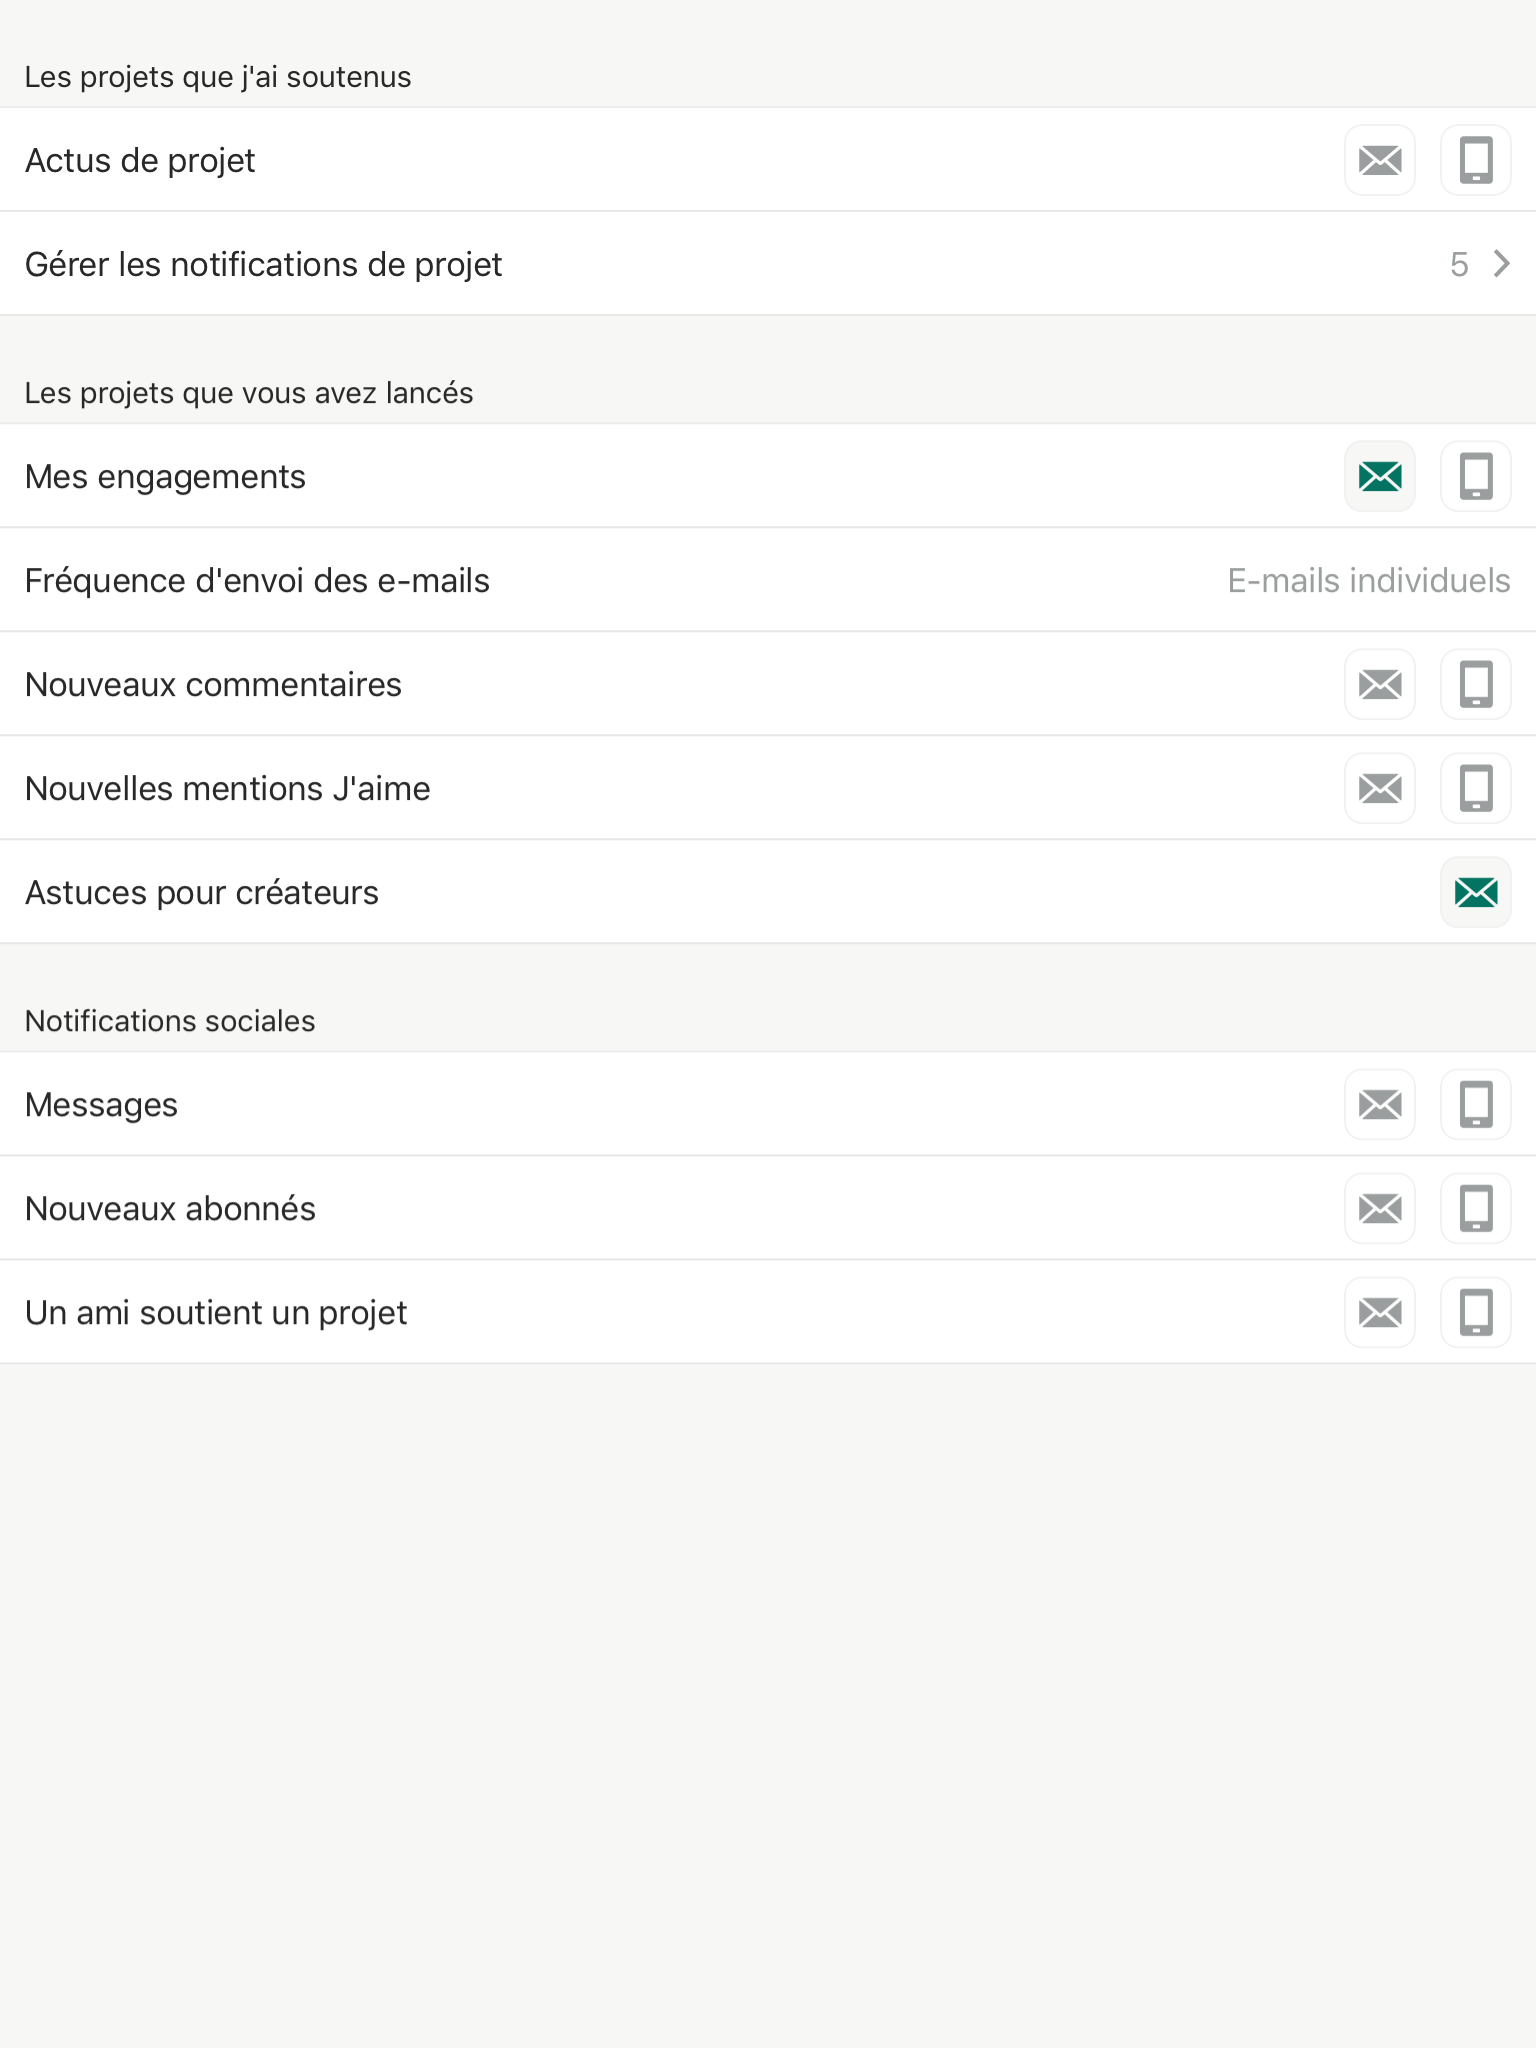 Les projets que j'ai soutenus
Actus de projet
Gérer les notifications de projet 5
Les projets que vous avez lancés
Mes engagements
Fréquence d'envoi des e-mails E-mails individuels
Nouveaux commentaires
Nouvelles mentions J'aime
Astuces pour créateurs
Notifications sociales
Messages
Nouveaux abonnés
Un ami soutient un projet